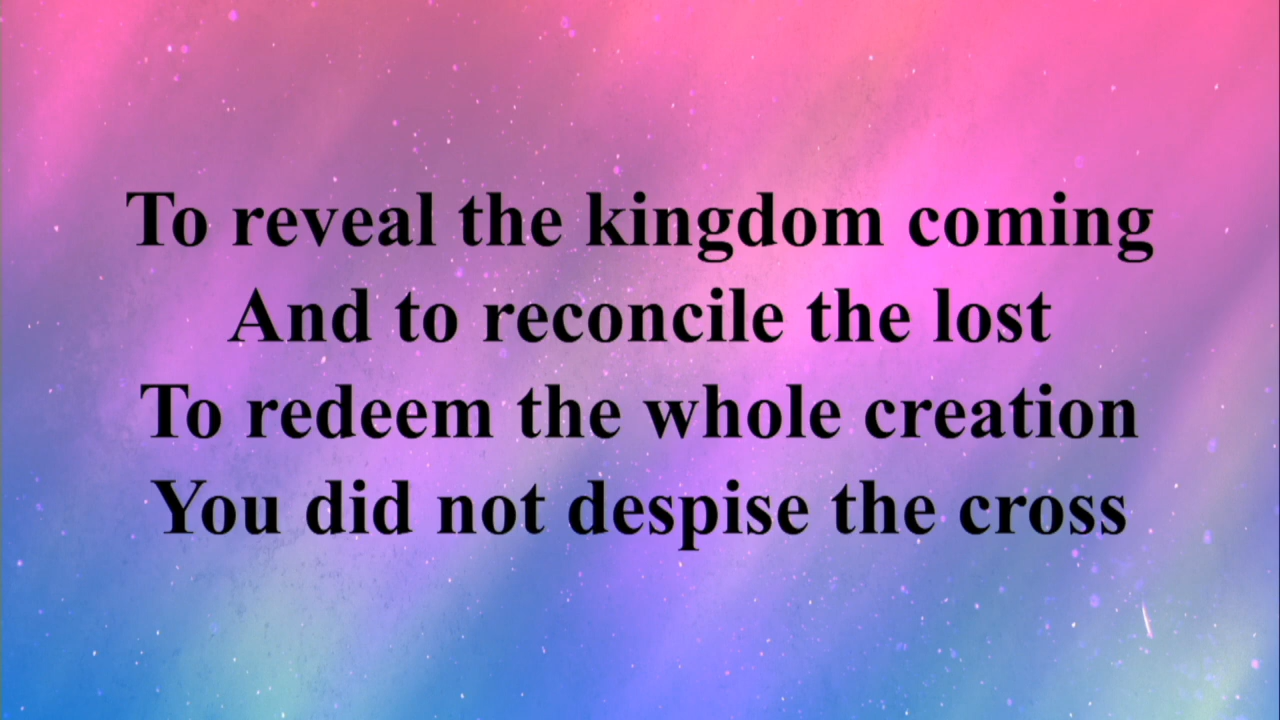 To reveal the kingdom coming
And to reconcile the lost
To redeem the whole creation
You did not despise the cross